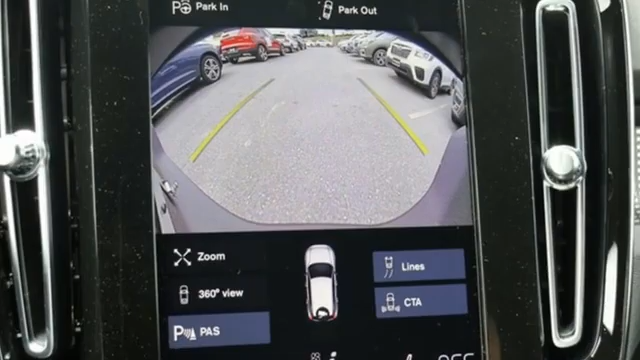 P Park In
Park Out
Zoom
360° view
P PAS
Lines
CTA